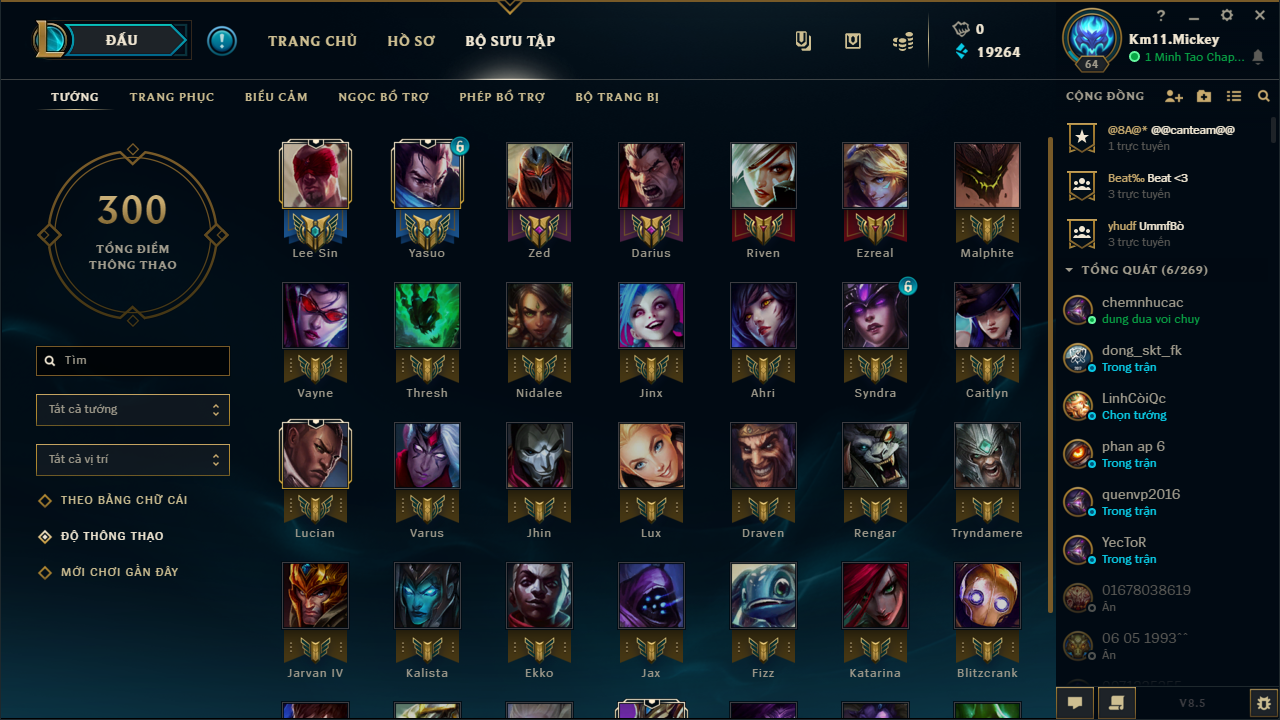 ĐẤU
TRANG CHỦ
HỒ SƠ
BỘ SƯU TẬP
0
19264
?
Km11.Mickey
1 Minh Tao Chap...
64
TƯỚNG
TRANG PHỤC
BIỂU CẢM
NGỌC BỔ TRỢ
PHÉP BỔ TRỢ
BỘ TRANG BỊ
300
TỔNG ĐIỂM
THÔNG THẠO
Tìm
Tất cả tướng
Tất cả vị trí
THEO BẢNG CHỮ CÁI
ĐỘ THÔNG THẠO
MỚI CHƠI GẦN ĐÂY
6
Lee Sin
Yasuo
Zed
Darius
Riven
Ezreal
Malphite
6
Vayne
Thresh
Nidalee
Jinx
Ahri
Syndra
Caitlyn
Lucian
Varus
Jhin
Lux
Draven
Rengar
Tryndamere
Jarvan IV
Kalista
Ekko
Jax
Fizz
Katarina
Blitzcrank
CỘNG ĐỒNG
@8A@* @@canteam@@
1 trực tuyến
Beat‰ Beat <3
3 trực tuyến
yhudf UmmfBò
3 trực tuyến
TỔNG QUÁT (6/269)
chemnhucac
dung dua voi chuy
dong_skt_fk
Trong trận
LinhCòiQc
Chọn tướng
phan ap 6
Trong trận
quenvp2016
Trong trận
YecToR
Trong trận
01678038619
Ẩn
06 05 1993ˆˆ
Ẩn
V8.5